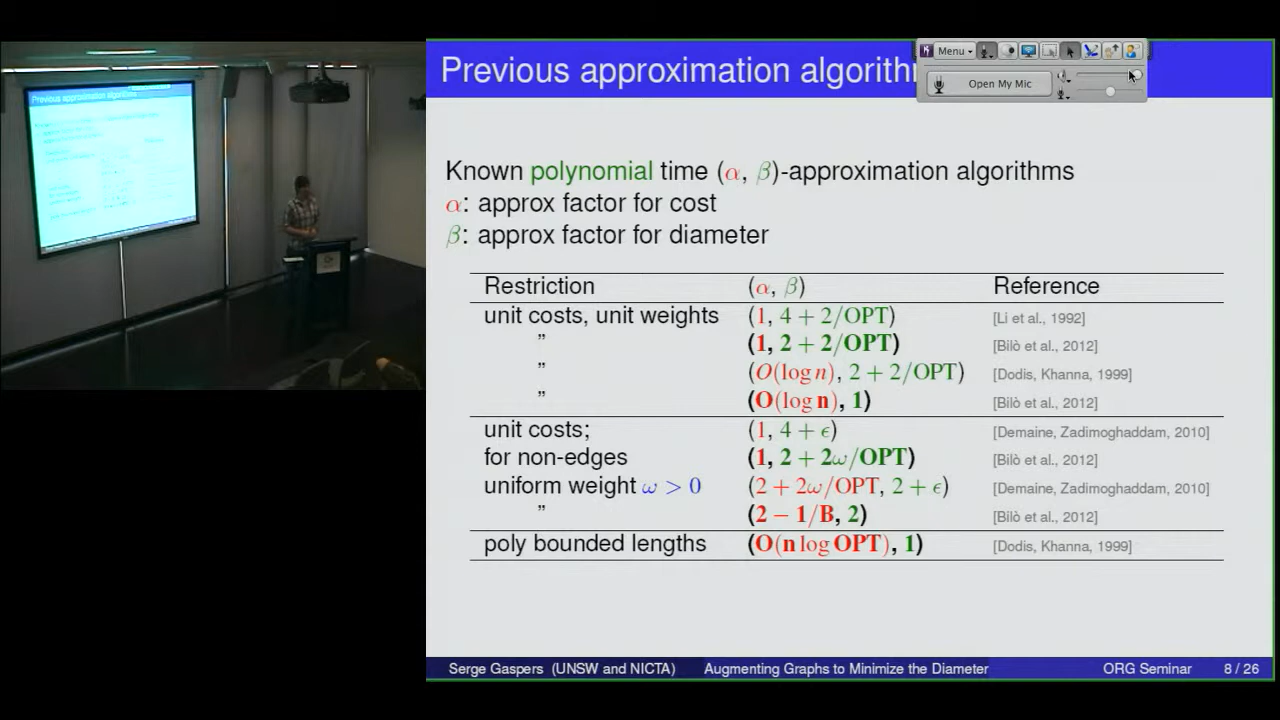 Previous approximation algorith
Menu
Open My Mic
Known polynomial time (α, β)-approximation algorithms
α: approx factor for cost
β: approx factor for diameter
Restriction (α, β) Reference
unit costs, unit weights (1, 4 + 2/OPT) [Li et al., 1992]
” (1, 2 + 2/OPT) [Bilò et al., 2012]
” (O(log n), 2 + 2/OPT) [Dodis, Khanna, 1999]
” (O(log n), 1) [Bilò et al., 2012]
unit costs; (1, 4 + ϵ) [Demaine, Zadimoghaddam, 2010]
for non-edges (1, 2 + 2ω/OPT) [Bilò et al., 2012]
uniform weight ω > 0 (2 + 2ω/OPT, 2 + ϵ) [Demaine, Zadimoghaddam, 2010]
” (2 − 1/B, 2) [Bilò et al., 2012]
poly bounded lengths (O(n log OPT), 1) [Dodis, Khanna, 1999]
Serge Gaspers (UNSW and NICTA) Augmenting Graphs to Minimize the Diameter ORG Seminar 8 / 26